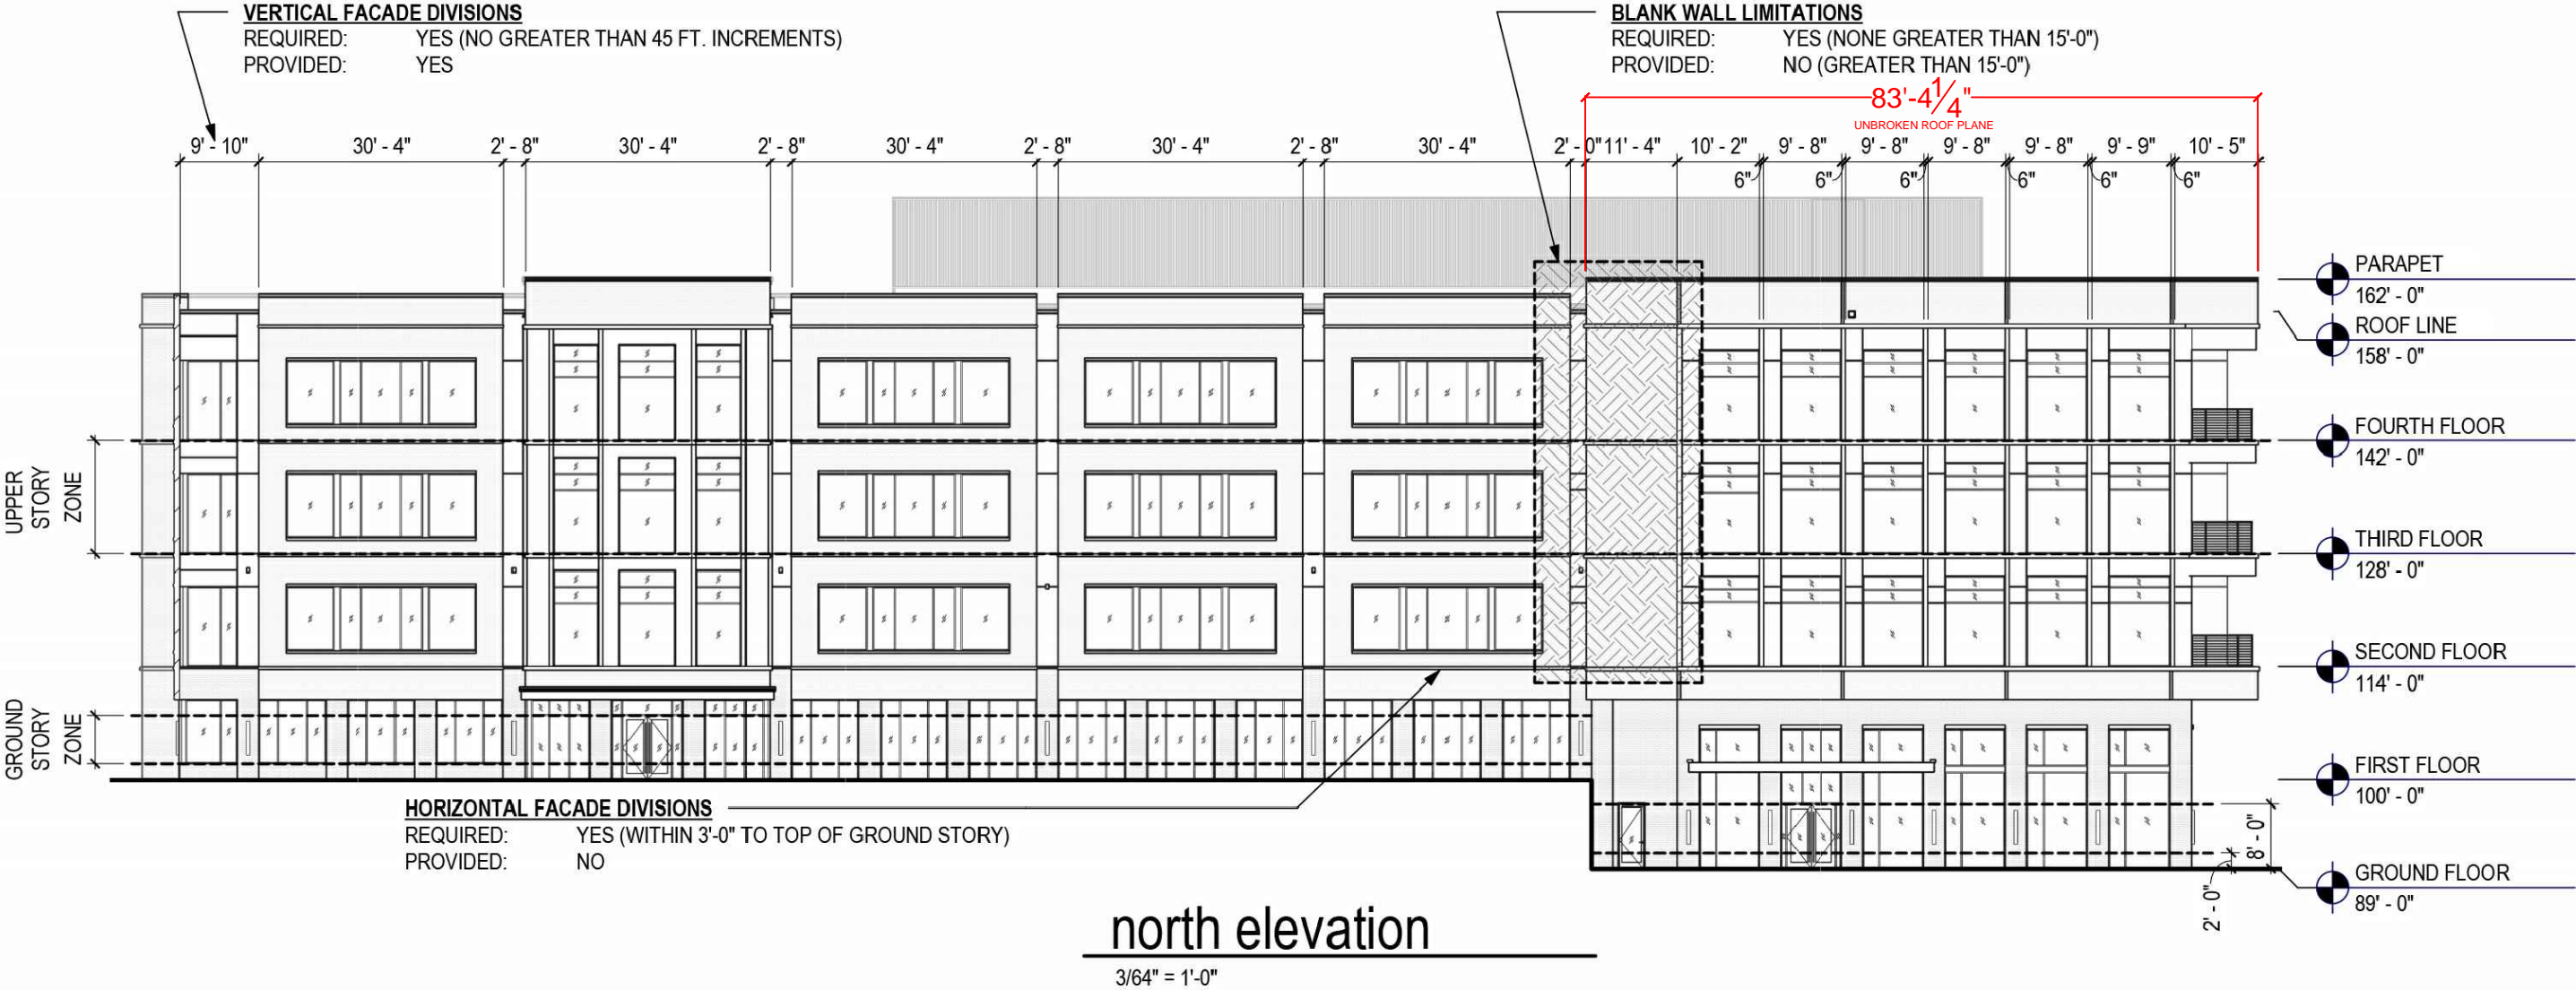 VERTICAL FACADE DIVISIONS
REQUIRED: YES (NO GREATER THAN 45 FT. INCREMENTS)
PROVIDED: YES
BLANK WALL LIMITATIONS
REQUIRED: YES (NONE GREATER THAN 15'-0")
PROVIDED: NO (GREATER THAN 15'-0")
83'-4 1/4"
UNBROKEN ROOF PLANE
9' - 10" 30' - 4" 2' - 8" 30' - 4" 2' - 8" 30' - 4" 2' - 8" 30' - 4" 2' - 8" 30' - 4" 2' - 0" 11' - 4" 10' - 2" 9' - 8" 9' - 8" 9' - 8" 9' - 8" 9' - 9" 10' - 5"
6" 6" 6" 6" 6" 6"
PARAPET
162' - 0"
ROOF LINE
158' - 0"
FOURTH FLOOR
142' - 0"
UPPER
STORY
ZONE
THIRD FLOOR
128' - 0"
SECOND FLOOR
114' - 0"
GROUND
STORY
ZONE
FIRST FLOOR
100' - 0"
HORIZONTAL FACADE DIVISIONS
REQUIRED: YES (WITHIN 3'-0" TO TOP OF GROUND STORY)
PROVIDED: NO
8' - 0"
2' - 0"
GROUND FLOOR
89' - 0"
north elevation
3/64" = 1'-0"